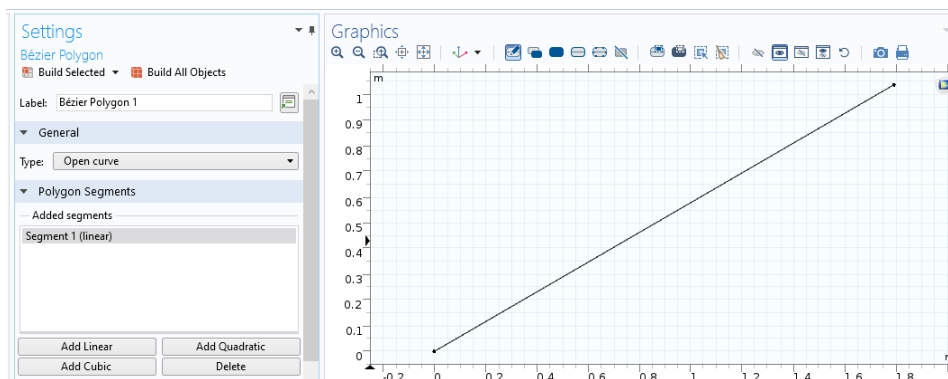 Settings
Bézier Polygon
Build Selected Build All Objects
Label: Bézier Polygon 1
General
Type: Open curve
Polygon Segments
Added segments
Segment 1 (linear)
Add Linear Add Quadratic
Add Cubic Delete
Graphics
m
1
0.9
0.8
0.7
0.6
0.5
0.4
0.3
0.2
0.1
0
-0.2 0 0.2 0.4 0.6 0.8 1 1.2 1.4 1.6 1.8